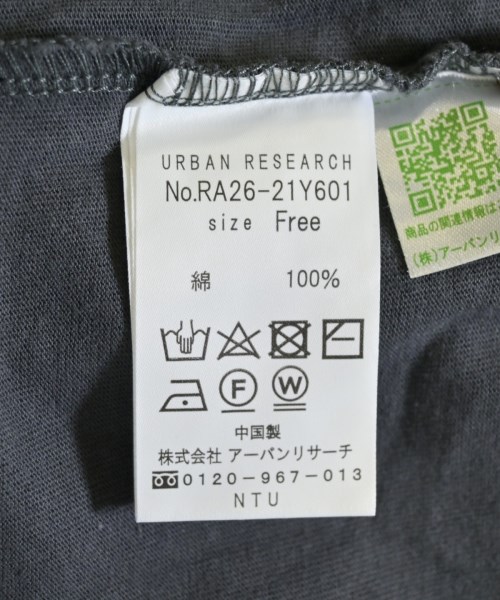 URBAN RESEARCH
No.RA26-21Y601
size Free
綿 100%
F W
中国製
株式会社 アーバンリサーチ
0120-967-013
NTU
商品の関連情報は
(株)アーバンリサ